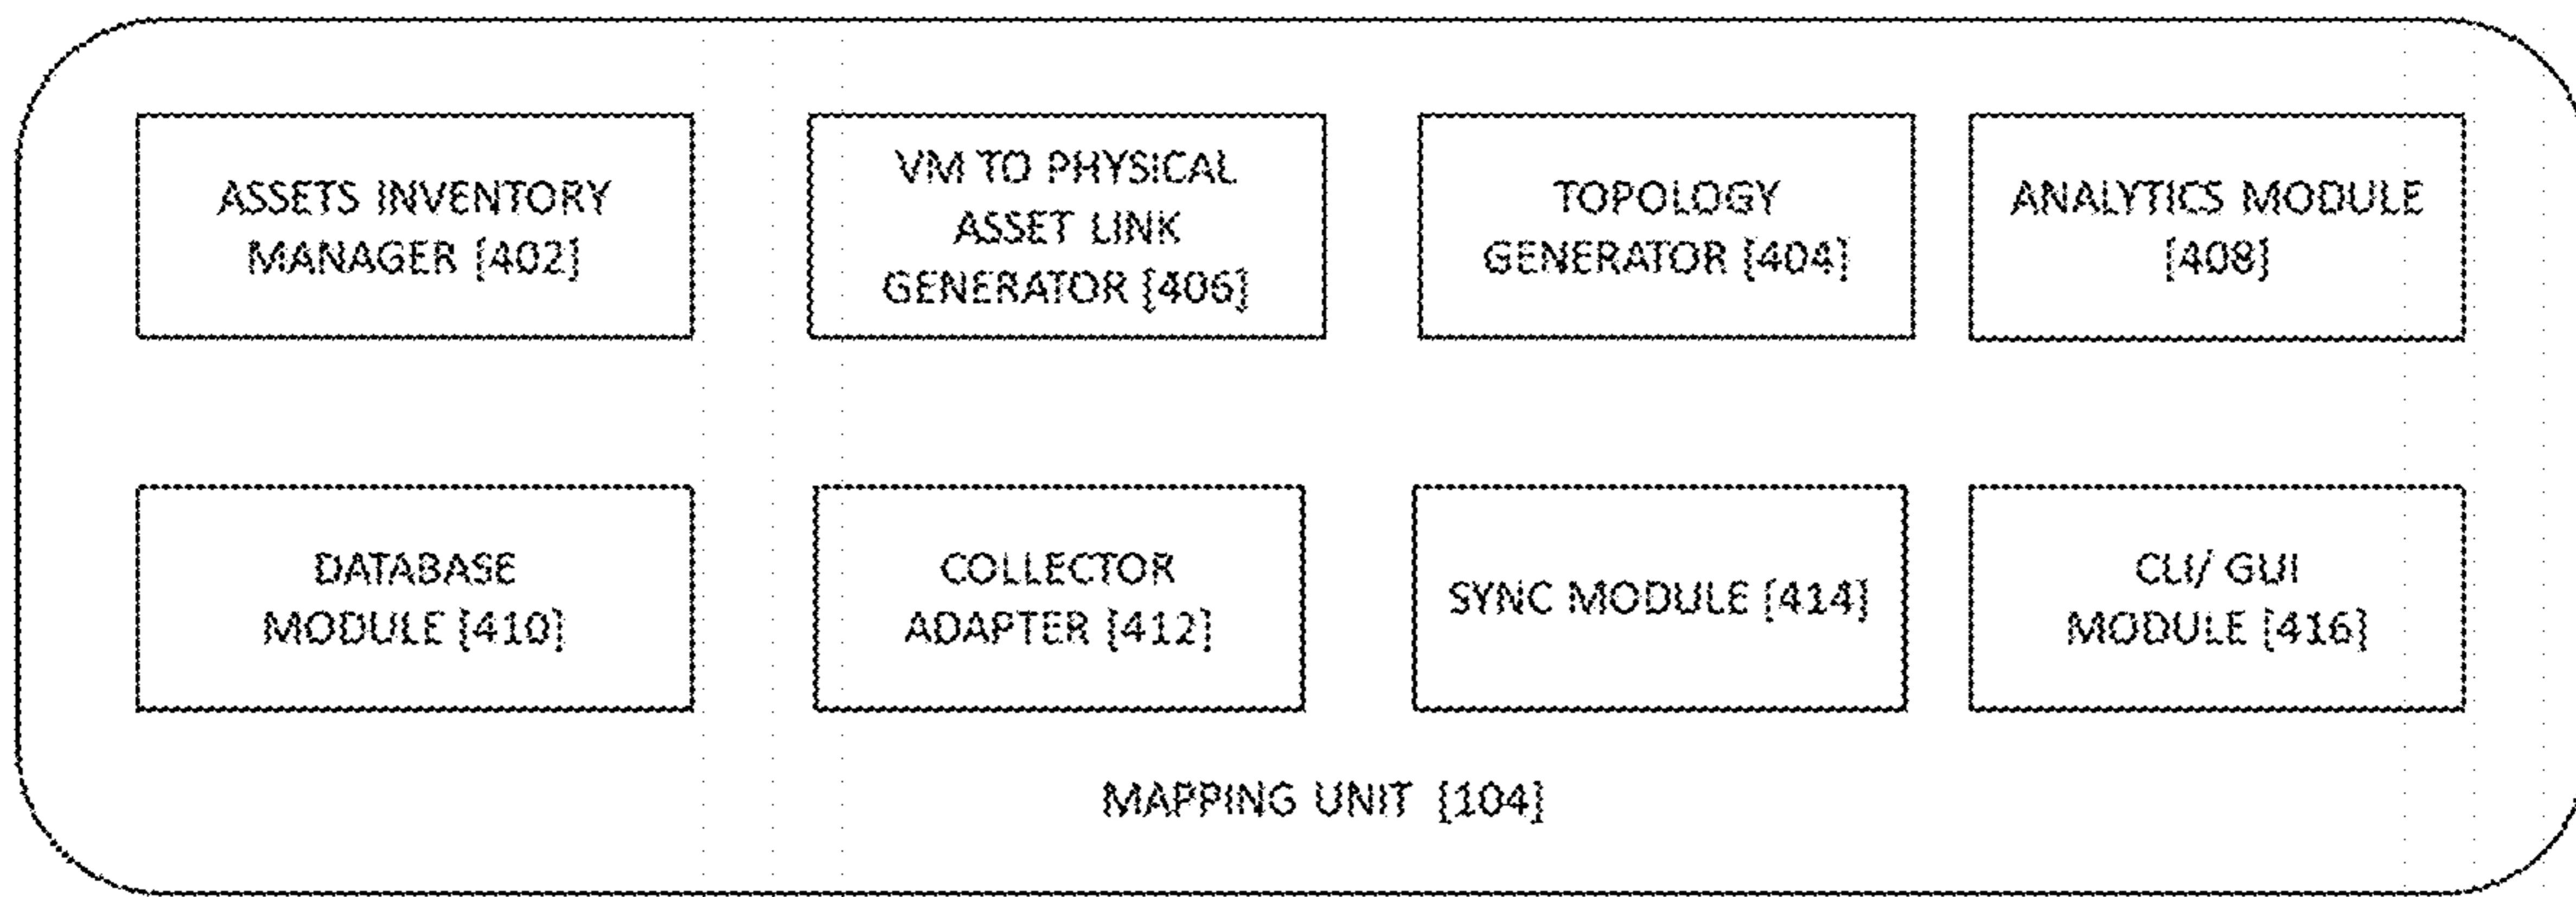 ASSETS INVENTORY
MANAGER [402]
VM TO PHYSICAL
ASSET LINK
GENERATOR [406]
TOPOLOGY
GENERATOR [404]
ANALYTICS MODULE
[408]
DATABASE
MODULE [410]
COLLECTOR
ADAPTER [412]
SYNC MODULE [414]
CLI/ GUI
MODULE [416]
MAPPING UNIT [104]